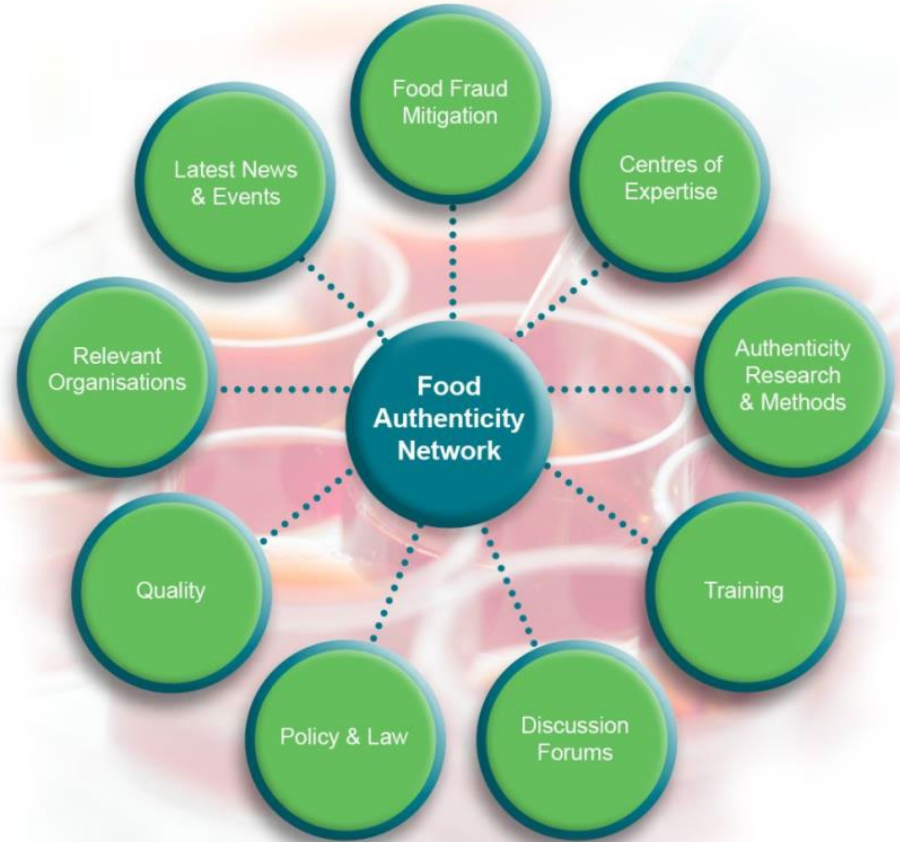 Food Fraud
Mitigation
Centres of
Expertise
Authenticity
Research
& Methods
Training
Discussion
Forums
Policy & Law
Quality
Relevant
Organisations
Latest News
& Events
Food
Authenticity
Network